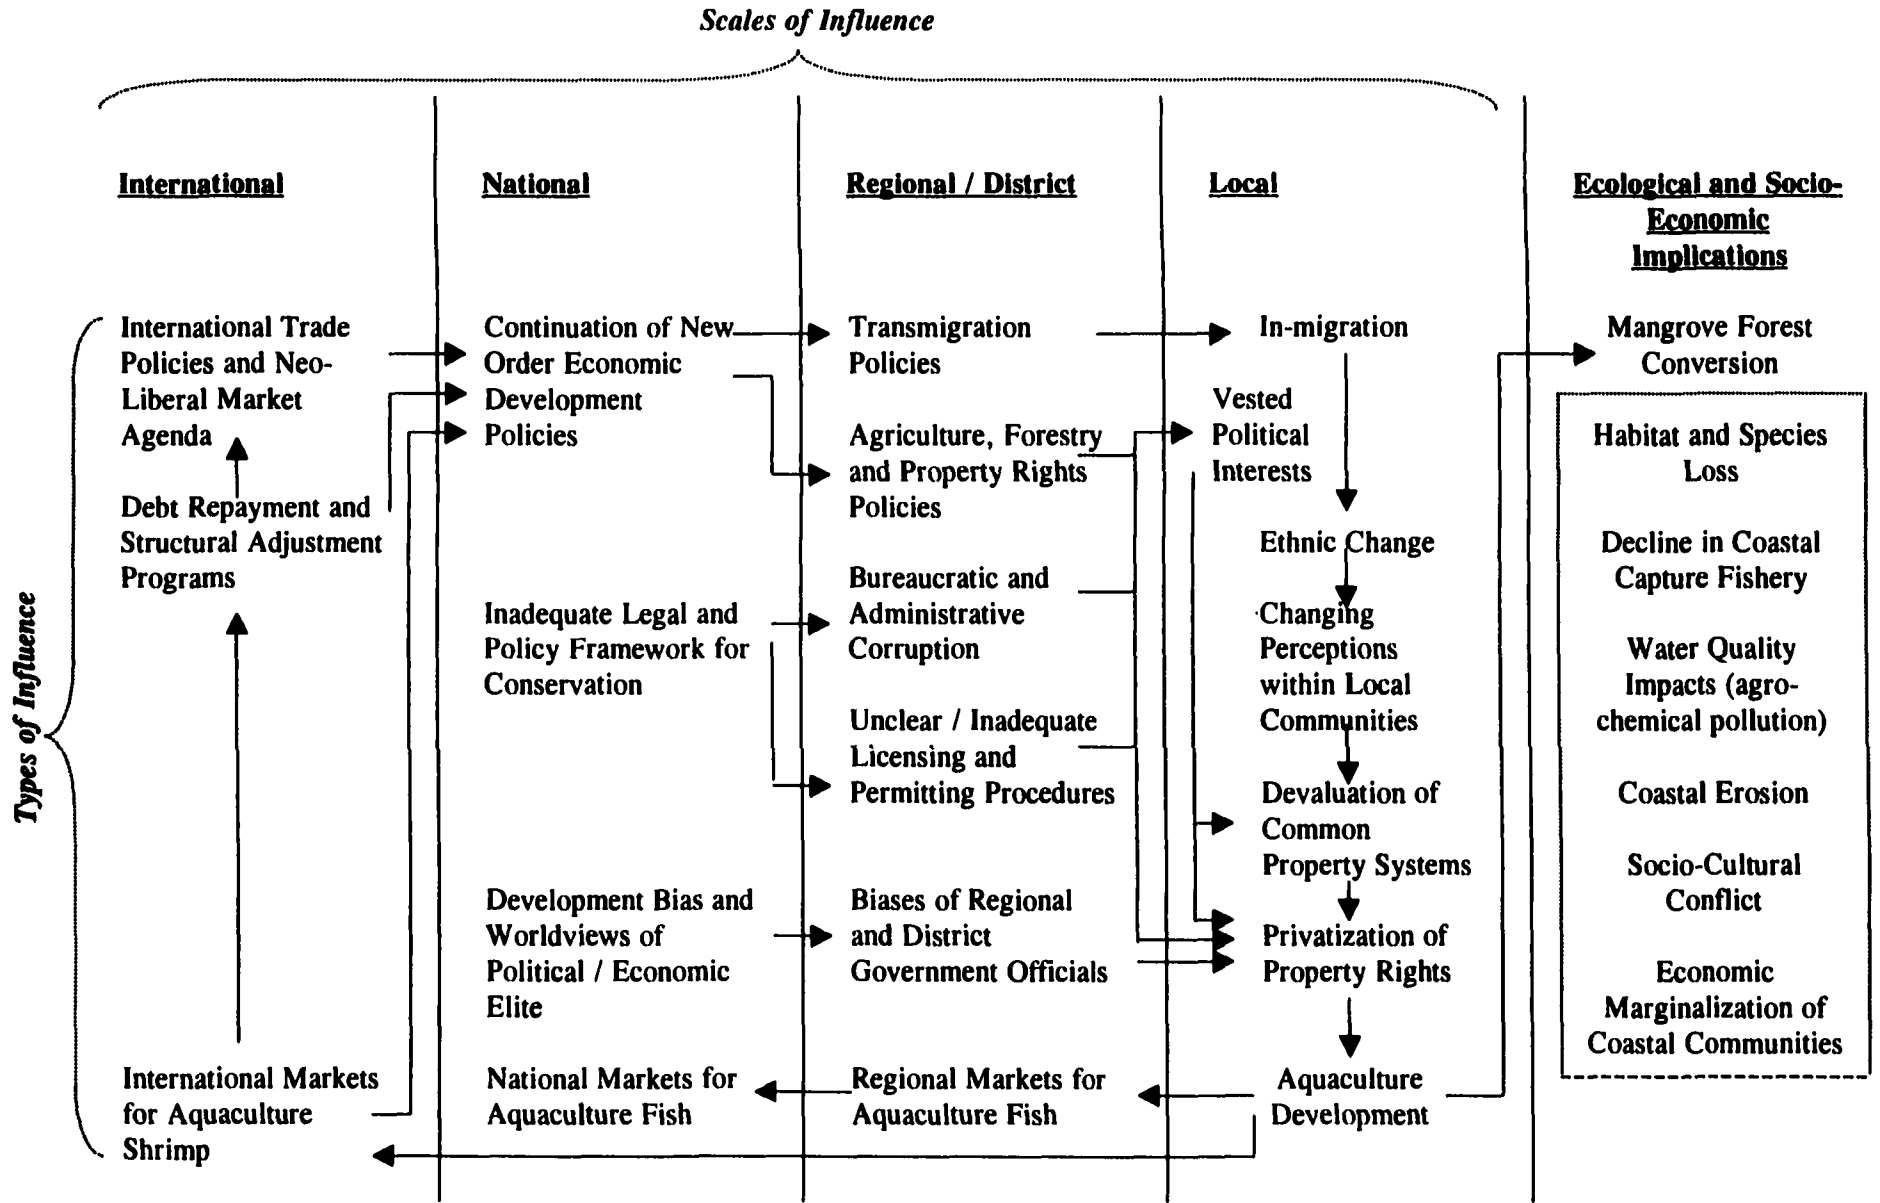 Scales of Influence
International
National
Regional / District
Local
Ecological and Socio-
Economic
Implications
Types of Influence
International Trade
Policies and Neo-
Liberal Market
Agenda
Debt Repayment and
Structural Adjustment
Programs
International Markets
for Aquaculture
Shrimp
Continuation of New
Order Economic
Development
Policies
Inadequate Legal and
Policy Framework for
Conservation
Development Bias and
Worldviews of
Political / Economic
Elite
National Markets for
Aquaculture Fish
Transmigration
Policies
Agriculture, Forestry
and Property Rights
Policies
Bureaucratic and
Administrative
Corruption
Unclear / Inadequate
Licensing and
Permitting Procedures
Biases of Regional
and District
Government Officials
Regional Markets for
Aquaculture Fish
In-migration
Vested
Political
Interests
Ethnic Change
Changing
Perceptions
within Local
Communities
Devaluation of
Common
Property Systems
Privatization of
Property Rights
Aquaculture
Development
Mangrove Forest
Conversion
Habitat and Species
Loss
Decline in Coastal
Capture Fishery
Water Quality
Impacts (agro-
chemical pollution)
Coastal Erosion
Socio-Cultural
Conflict
Economic
Marginalization of
Coastal Communities